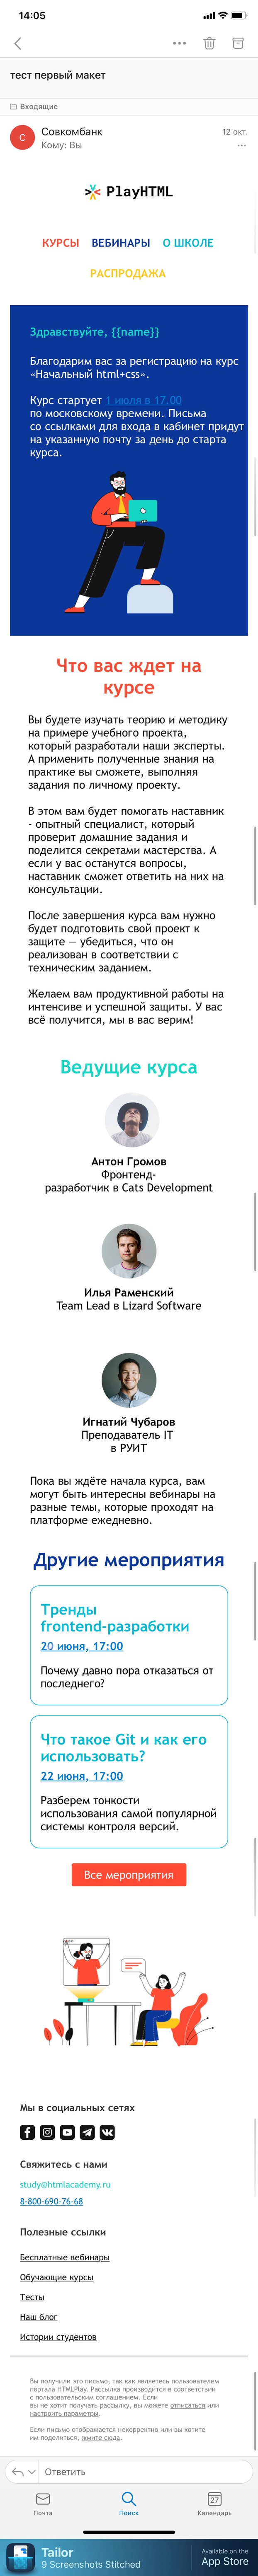 14:05
тест первый макет
Входящие
С
Совкомбанк
12 окт.
Кому: Вы
PlayHTML
КУРСЫ ВЕБИНАРЫ О ШКОЛЕ
РАСПРОДАЖА
Здравствуйте, {{name}}
Благодарим вас за регистрацию на курс
«Начальный html+css».
Курс стартует 1 июля в 17.00
по московскому времени. Письма
со ссылками для входа в кабинет придут
на указанную почту за день до старта
курса.
Что вас ждет на
курсе
Вы будете изучать теорию и методику
на примере учебного проекта,
который разработали наши эксперты.
А применить полученные знания на
практике вы сможете, выполняя
задания по личному проекту.
В этом вам будет помогать наставник
- опытный специалист, который
проверит домашние задания и
поделится секретами мастерства. А
если у вас останутся вопросы,
наставник сможет ответить на них на
консультации.
После завершения курса вам нужно
будет подготовить свой проект к
защите — убедиться, что он
реализован в соответствии с
техническим заданием.
Желаем вам продуктивной работы на
интенсиве и успешной защиты. У вас
всё получится, мы в вас верим!
Ведущие курса
Антон Громов
Фронтенд-
разработчик в Cats Development
Илья Раменский
Team Lead в Lizard Software
Игнатий Чубаров
Преподаватель IT
в РУИТ
Пока вы ждёте начала курса, вам
могут быть интересны вебинары на
разные темы, которые проходят на
платформе ежедневно.
Другие мероприятия
Тренды
frontend-разработки
20 июня, 17:00
Почему давно пора отказаться от
последнего?
Что такое Git и как его
использовать?
22 июня, 17:00
Разберем тонкости
использования самой популярной
системы контроля версий.
Все мероприятия
Мы в социальных сетях
Свяжитесь с нами
study@htmlacademy.ru
8-800-690-76-68
Полезные ссылки
Бесплатные вебинары
Обучающие курсы
Тесты
Наш блог
Истории студентов
Вы получили это письмо, так как являетесь пользователем
портала HTMLPlay. Рассылка производится в соответствии
с пользовательским соглашением. Если
вы не хотит получать рассылку, вы можете отписаться или
настроить параметры.
Если письмо отображается некорректно или вы хотите
им поделиться, жмите сюда.
Ответить
27
Почта Поиск Календарь
Tailor
9 Screenshots Stitched
Available on the
App Store